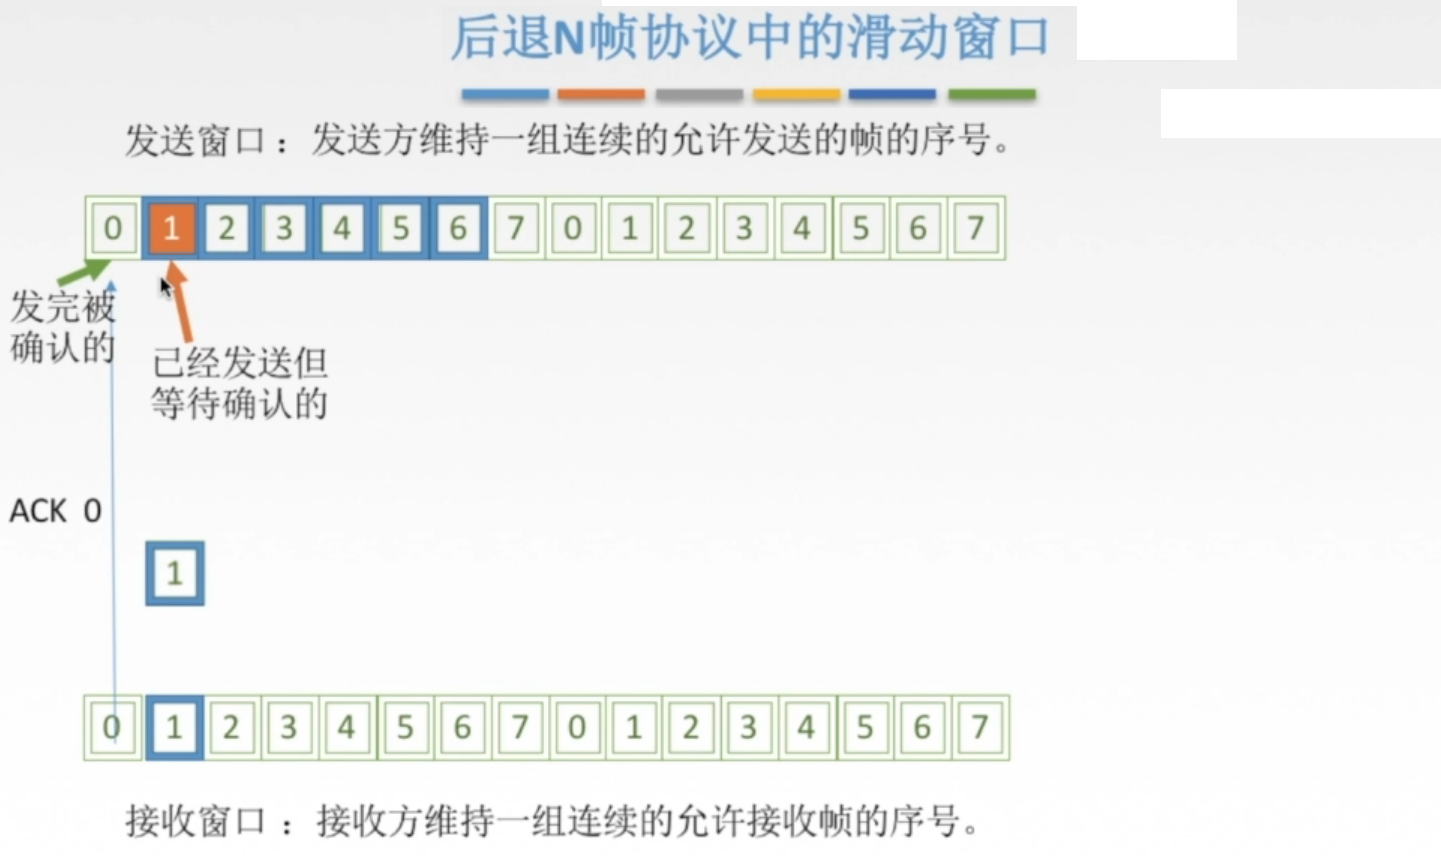 后退N帧协议中的滑动窗口
发送窗口：发送方维持一组连续的允许发送的帧的序号。
0 1 2 3 4 5 6 7 0 1 2 3 4 5 6 7
发完被
确认的
已经发送但
等待确认的
ACK 0
1
0 1 2 3 4 5 6 7 0 1 2 3 4 5 6 7
接收窗口：接收方维持一组连续的允许接收帧的序号。